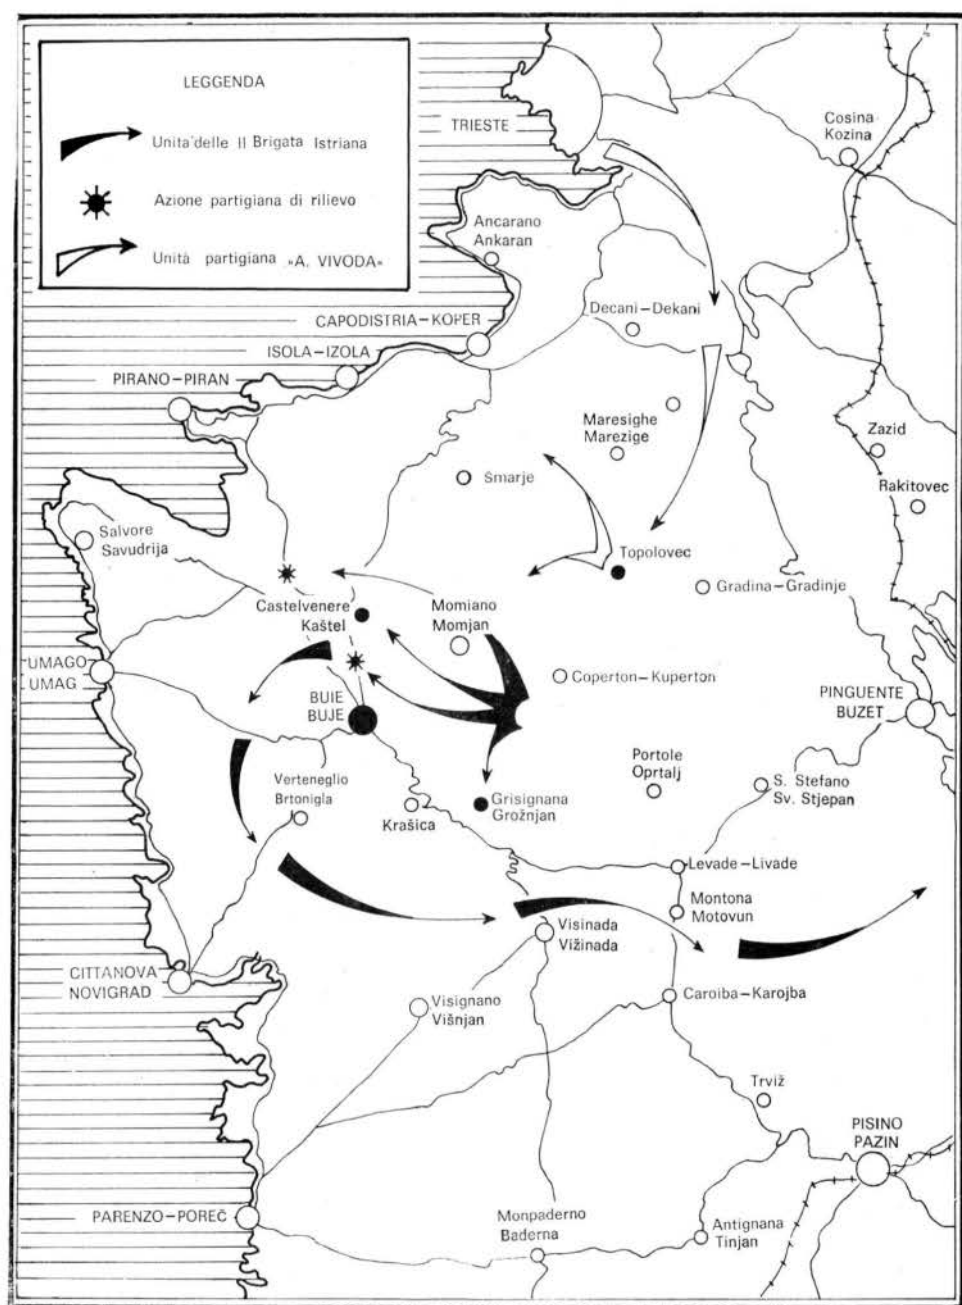 LEGGENDA
Unita'delle II Brigata Istriana
Azione partigiana di rilievo
Unità partigiana «A. VIVODA»
TRIESTE
Cosina
Kozina
Ancarano
Ankaran
Decani–Dekani
CAPODISTRIA–KOPER
ISOLA–IZOLA
PIRANO–PIRAN
Maresighe
Marezige
Zazid
Smarje
Rakitovec
Salvore
Savudrija
Topolovec
Gradina–Gradinje
Castelvenere
Kaštel
Momiano
Momjan
UMAGO
UMAG
Coperton–Kuperton
BUIE
BUJE
PINGUENTE
BUZET
Portole
Oprtalj
S. Stefano
Sv. Stjepan
Verteneglio
Brtonigla
Krašica
Grisignana
Grožnjan
Levade–Livade
Montona
Motovun
Visinada
Vižinada
CITTANOVA
NOVIGRAD
Visignano
Višnjan
Caroiba–Karojba
Trviž
PISINO
PAZIN
PARENZO–POREČ
Monpaderno
Baderna
Antignana
Tinjan